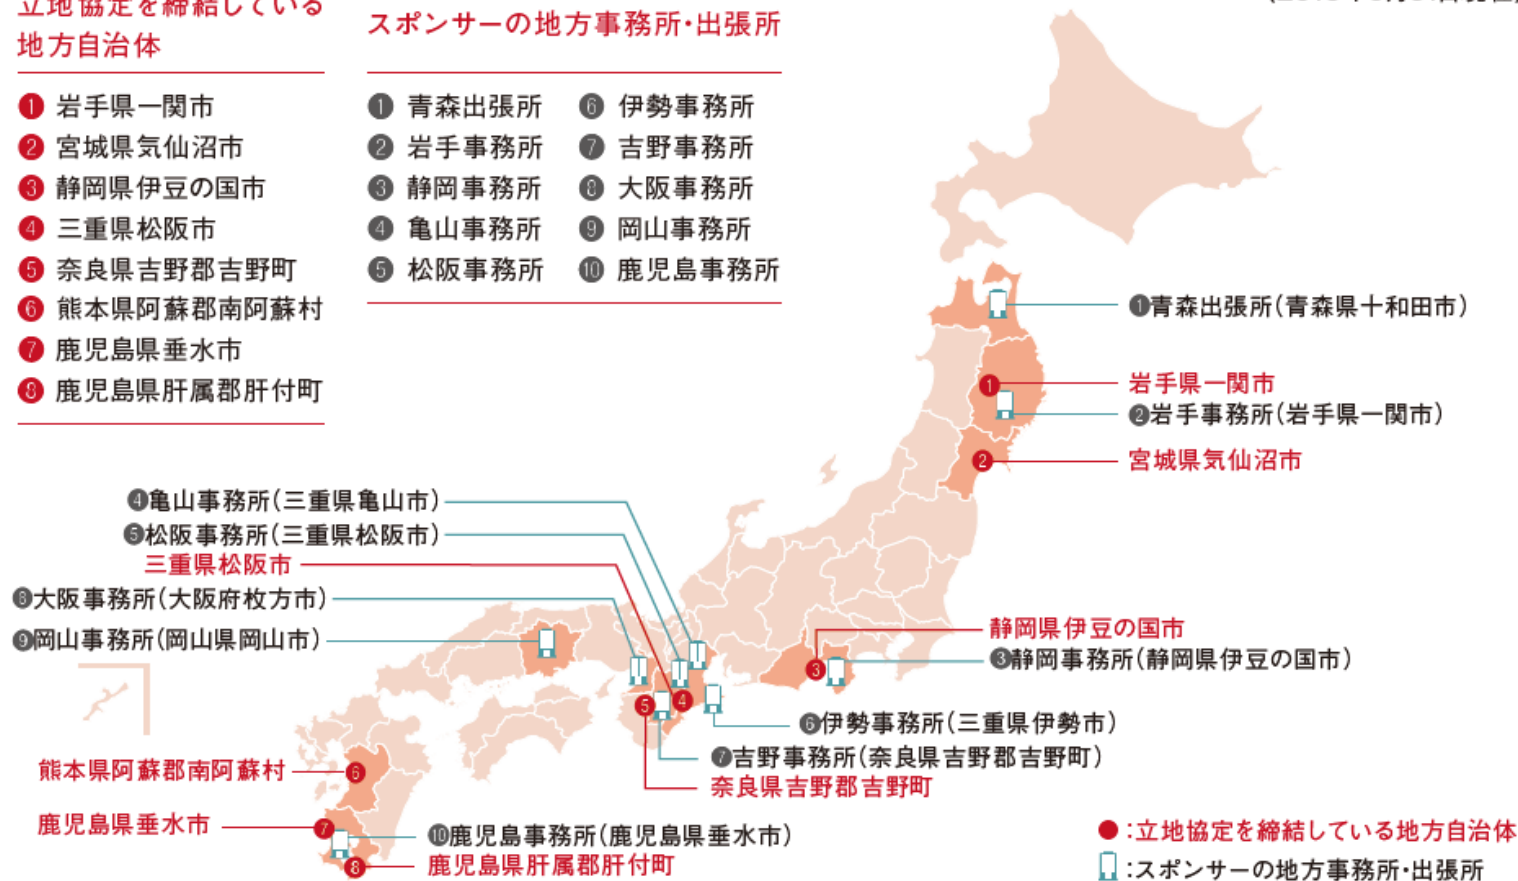 立地協定を締結している
地方自治体
❶ 岩手県一関市
❷ 宮城県気仙沼市
❸ 静岡県伊豆の国市
❹ 三重県松阪市
❺ 奈良県吉野郡吉野町
❻ 熊本県阿蘇郡南阿蘇村
❼ 鹿児島県垂水市
❽ 鹿児島県肝属郡肝付町
スポンサーの地方事務所・出張所
❶ 青森出張所
❷ 岩手事務所
❸ 静岡事務所
❹ 亀山事務所
❺ 松阪事務所
❻ 伊勢事務所
❼ 吉野事務所
❽ 大阪事務所
❾ 岡山事務所
❿ 鹿児島事務所
❶青森出張所(青森県十和田市)
❶
岩手県一関市
❷岩手事務所(岩手県一関市)
❷
宮城県気仙沼市
❹亀山事務所(三重県亀山市)
❺松阪事務所(三重県松阪市)
三重県松阪市
❽大阪事務所(大阪府枚方市)
❾岡山事務所(岡山県岡山市)
静岡県伊豆の国市
❸
❸静岡事務所(静岡県伊豆の国市)
❺
❹
❻伊勢事務所(三重県伊勢市)
❼吉野事務所(奈良県吉野郡吉野町)
奈良県吉野郡吉野町
熊本県阿蘇郡南阿蘇村
❻
鹿児島県垂水市
❼
❿鹿児島事務所(鹿児島県垂水市)
❽
鹿児島県肝属郡肝付町
●:立地協定を締結している地方自治体
:スポンサーの地方事務所・出張所